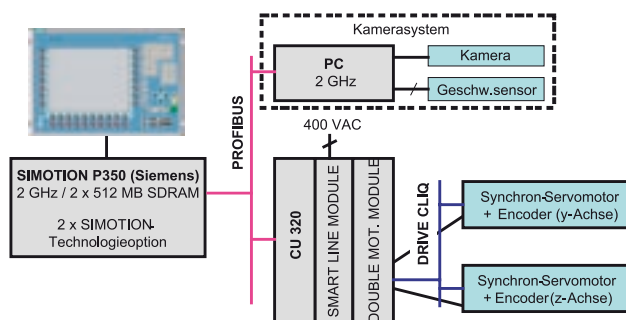 Kamerasystem
PC
2 GHz
Kamera
Geschw.sensor
PROFIBUS
400 VAC
SIMOTION P350 (Siemens)
2 GHz / 2 x 512 MB SDRAM
2 x SIMOTION-
Technologieoption
CU 320
SMART LINE MODULE
DOUBLE MOT. MODULE
DRIVE CLIQ
Synchron-Servomotor
+ Encoder (y-Achse)
Synchron-Servomotor
+ Encoder(z-Achse)